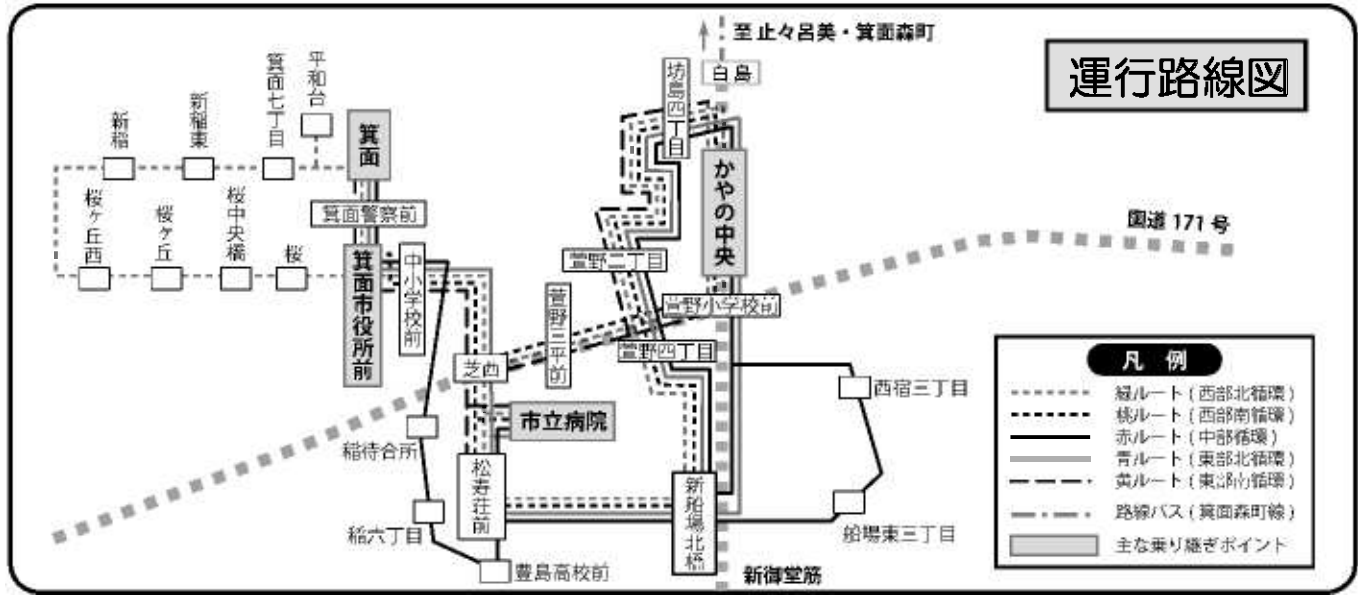 至 止々呂美・箕面森町
運行路線図
白島
坊島四丁目
平和台
箕面七丁目
新稲東
新稲
箕面
かやの中央
国道 171 号
箕面警察前
桜ヶ丘西
桜ヶ丘
桜中央橋
桜
箕面市役所前
中小学校前
萱野二丁目
萱野三平前
萱野小学校前
萱野四丁目
芝西
西宿三丁目
市立病院
稲待合所
松寿荘前
新船場北橋
稲六丁目
船場東三丁目
豊島高校前
新御堂筋
凡 例
緑ルート ( 西部北循環 )
桃ルート ( 西部南循環 )
赤ルート ( 中部循環 )
青ルート ( 東部北循環 )
黄ルート ( 東部南循環 )
路線バス ( 箕面森町線 )
主な乗り継ぎポイント